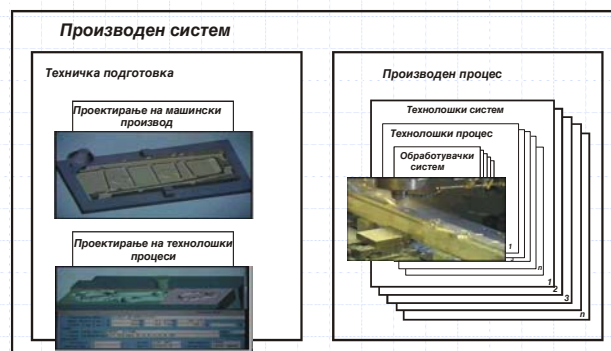 Производен систем
Техничка подготовка
Проектирање на машински
производ
Проектирање на технолошки
процеси
Производен процес
Технолошки систем
Технолошки процес
Обработувачки
систем
1
n
1
2
3
n